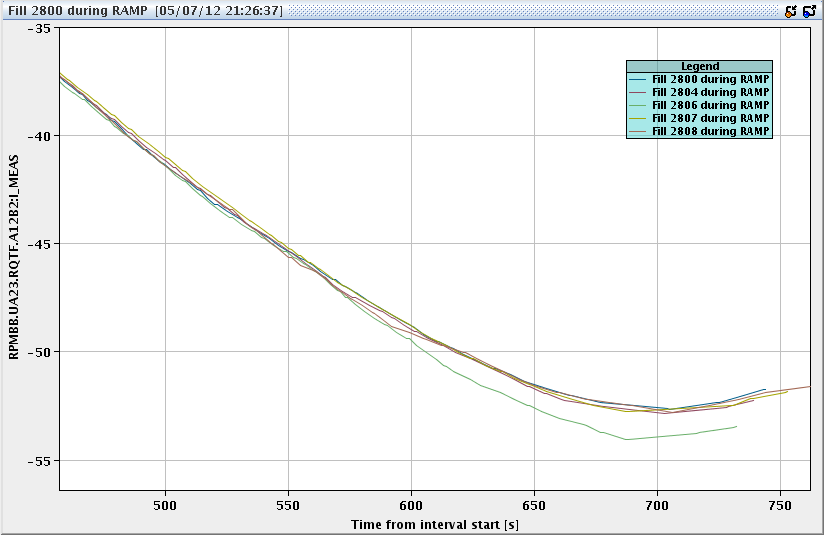 Fill 2800 during RAMP [05/07/12 21:26:37]
-35
-40
-45
-50
-55
RPMBB.UA23.RQTF.A12B2:I_MEAS
Legend
Fill 2800 during RAMP
Fill 2804 during RAMP
Fill 2806 during RAMP
Fill 2807 during RAMP
Fill 2808 during RAMP
500 550 600 650 700 750
Time from interval start [s]